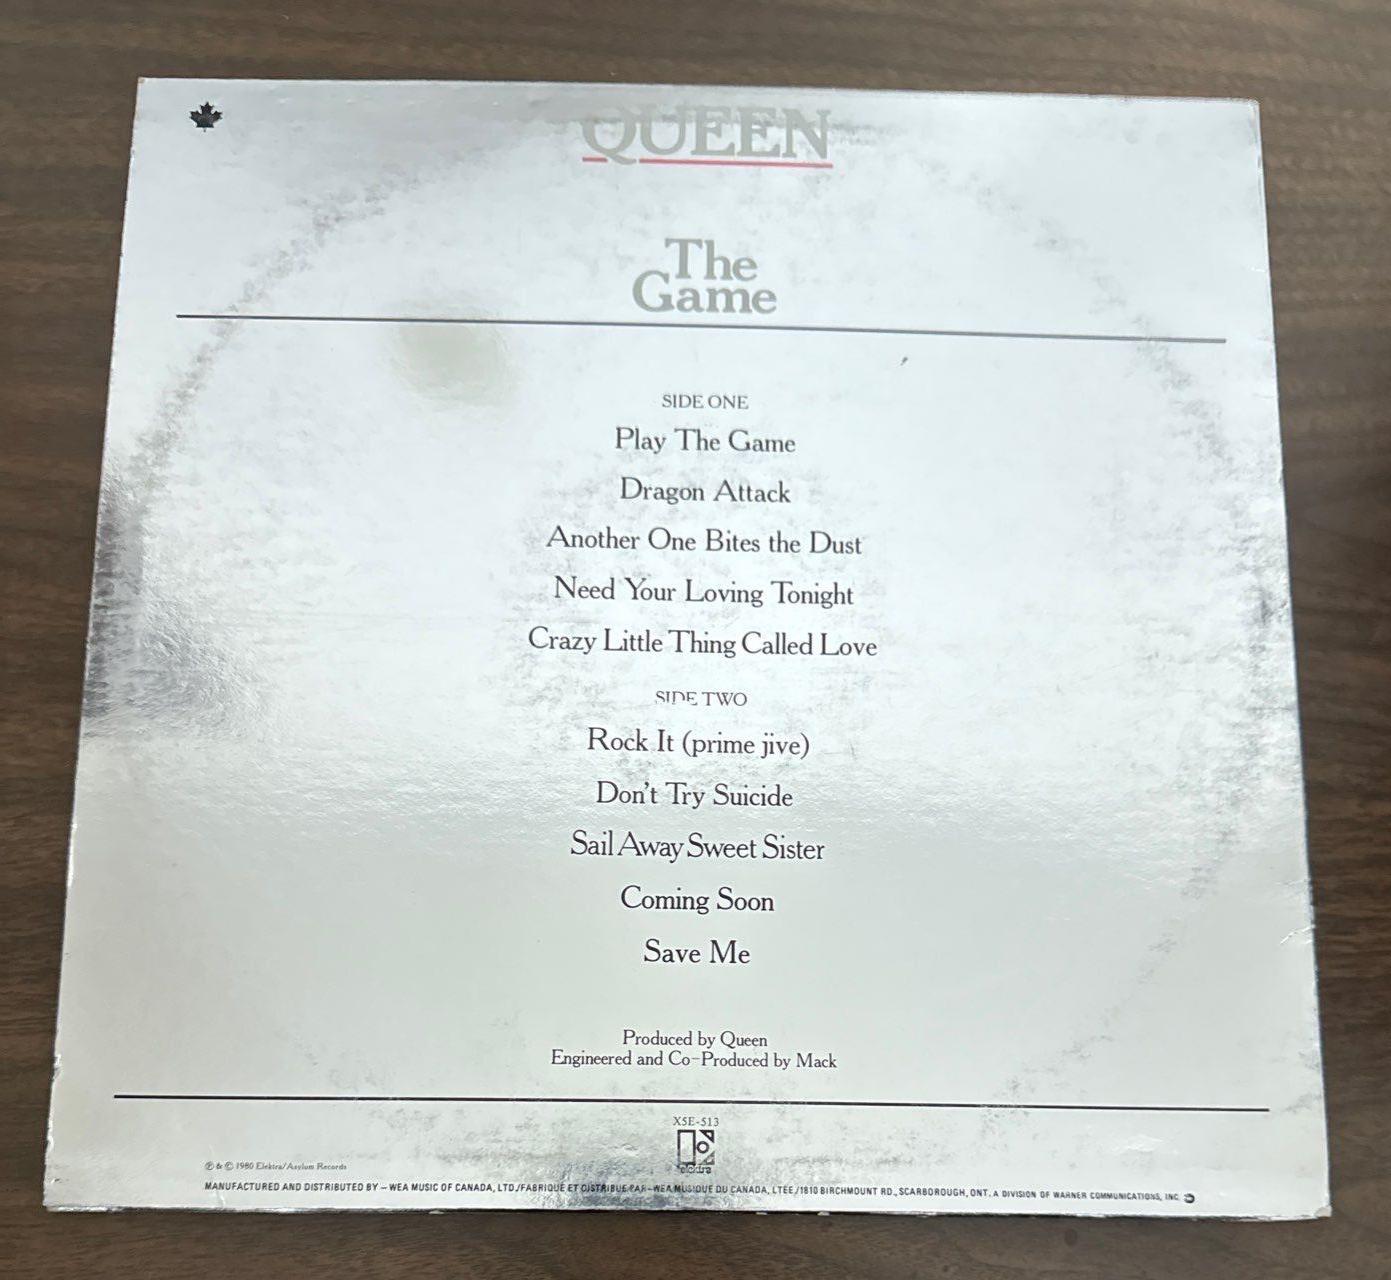 QUEEN
The
Game
SIDE ONE
Play The Game
Dragon Attack
Another One Bites the Dust
Need Your Loving Tonight
Crazy Little Thing Called Love
SIDE TWO
Rock It (prime jive)
Don't Try Suicide
Sail Away Sweet Sister
Coming Soon
Save Me
Produced by Queen
Engineered and Co-Produced by Mack
XSE-513
elektra
℗ & © 1980 Elektra/Asylum Records
MANUFACTURED AND DISTRIBUTED BY – WEA MUSIC OF CANADA, LTD./FABRIQUÉ ET DISTRIBUÉ PAR–WEA MUSIQUE DU CANADA, LTEE/1810 BIRCHMOUNT RD., SCARBOROUGH, ONT. A DIVISION OF WARNER COMMUNICATIONS, INC.